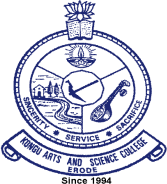 SINCERITY SERVICE SACRIFICE
KONGU ARTS AND SCIENCE COLLEGE
ERODE
Since 1994